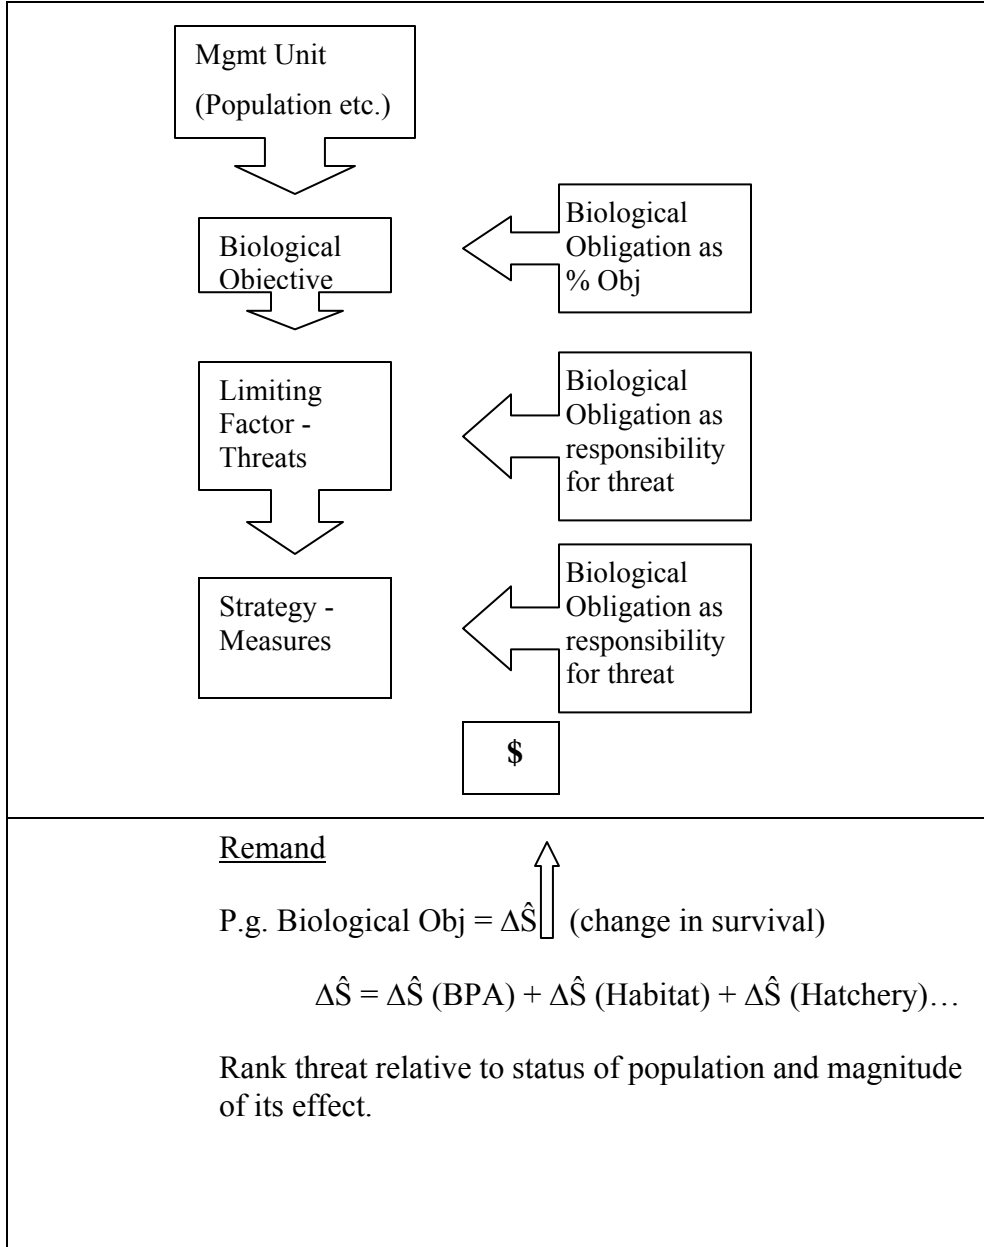 Mgmt Unit
(Population etc.)
Biological
Objective
Biological
Obligation as
% Obj
Limiting
Factor -
Threats
Biological
Obligation as
responsibility
for threat
Strategy -
Measures
Biological
Obligation as
responsibility
for threat
$
Remand
P.g. Biological Obj = ΔŜ (change in survival)
ΔŜ = ΔŜ (BPA) + ΔŜ (Habitat) + ΔŜ (Hatchery)…
Rank threat relative to status of population and magnitude
of its effect.